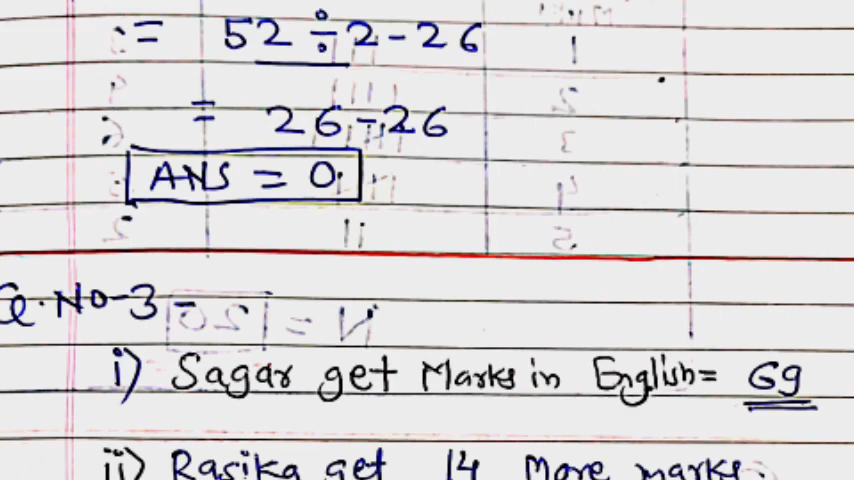 = 52 ÷ 2 - 26
= 26 - 26
ANS = 0
Q.No-3 -
i) Sagar get Marks in English = 69
ii) Rasika get 14 more marks.